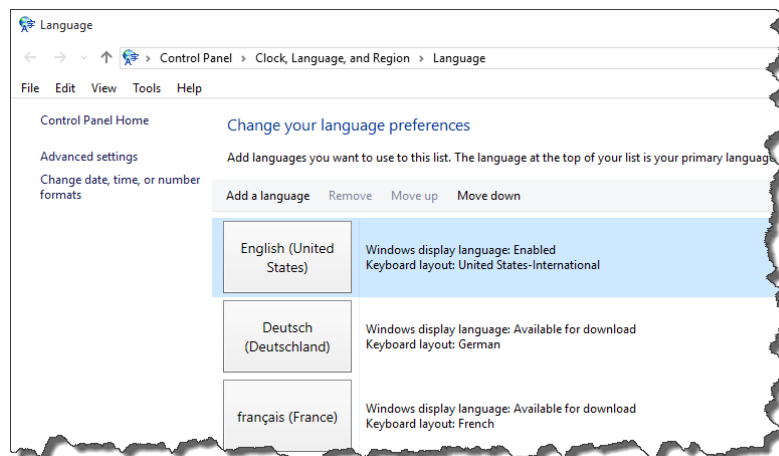 Language
Control Panel › Clock, Language, and Region › Language
File Edit View Tools Help
Control Panel Home
Advanced settings
Change date, time, or number
formats
Change your language preferences
Add languages you want to use to this list. The language at the top of your list is your primary language
Add a language Remove Move up Move down
English (United
States)
Windows display language: Enabled
Keyboard layout: United States-International
Deutsch
(Deutschland)
Windows display language: Available for download
Keyboard layout: German
français (France)
Windows display language: Available for download
Keyboard layout: French